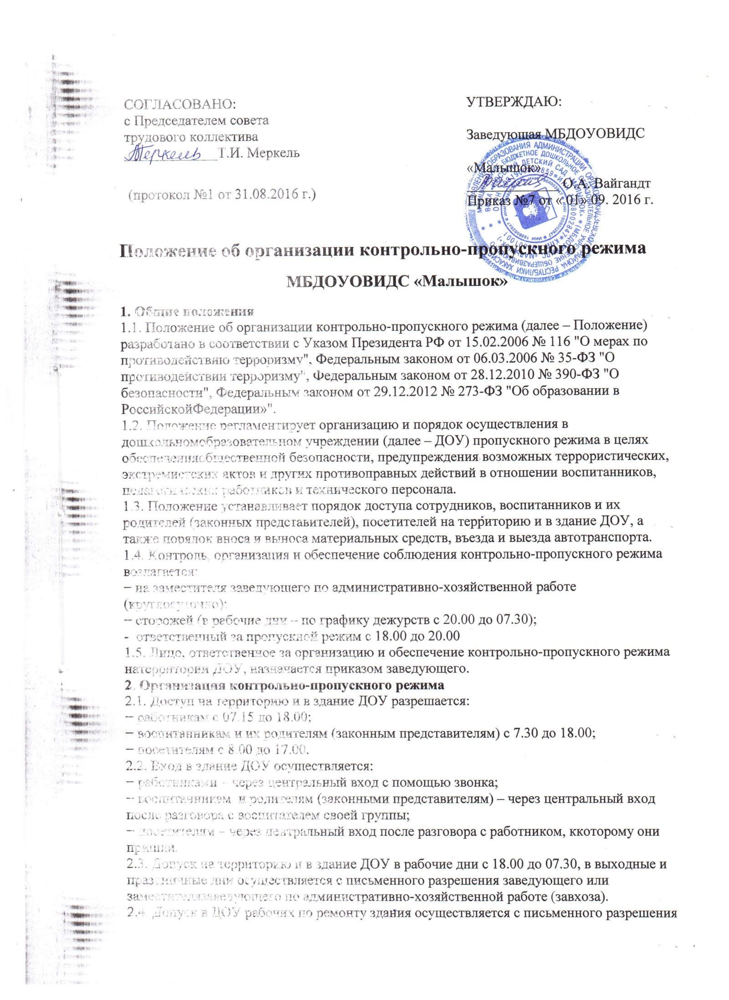 СОГЛАСОВАНО:
с Председателем совета
трудового коллектива
Меркель Т.И. Меркель
(протокол №1 от 31.08.2016 г.)
УТВЕРЖДАЮ:
Заведующая МБДОУОВИДС
«Малышок»
О.А. Вайгандт
Приказ №7 от « 01» 09. 2016 г.
Положение об организации контрольно-пропускного режима
МБДОУОВИДС «Малышок»
1. Общие положения
1.1. Положение об организации контрольно-пропускного режима (далее – Положение)
разработано в соответствии с Указом Президента РФ от 15.02.2006 № 116 "О мерах по
противодействию терроризму", Федеральным законом от 06.03.2006 № 35-ФЗ "О
противодействии терроризму", Федеральным законом от 28.12.2010 № 390-ФЗ "О
безопасности", Федеральным законом от 29.12.2012 № 273-ФЗ "Об образовании в
РоссийскойФедерации»".
1.2. Положение регламентирует организацию и порядок осуществления в
дошкольномобразовательном учреждении (далее – ДОУ) пропускного режима в целях
обеспеченияобщественной безопасности, предупреждения возможных террористических,
экстремистских актов и других противоправных действий в отношении воспитанников,
педагогических работников и технического персонала.
1.3. Положение устанавливает порядок доступа сотрудников, воспитанников и их
родителей (законных представителей), посетителей на территорию и в здание ДОУ, а
также порядок вноса и выноса материальных средств, въезда и выезда автотранспорта.
1.4. Контроль, организация и обеспечение соблюдения контрольно-пропускного режима
возлагается:
– на заместителя заведующего по административно-хозяйственной работе
(круглосуточно);
– сторожей (в рабочие дни – по графику дежурств с 20.00 до 07.30);
- ответственный за пропускной режим с 18.00 до 20.00
1.5. Лицо, ответственное за организацию и обеспечение контрольно-пропускного режима
натерритории ДОУ, назначается приказом заведующего.
2. Организация контрольно-пропускного режима
2.1. Доступ на территорию и в здание ДОУ разрешается:
– работникам с 07.15 до 18.00;
– воспитанникам и их родителям (законным представителям) с 7.30 до 18.00;
– посетителям с 8.00 до 17.00.
2.2. Вход в здание ДОУ осуществляется:
– работниками – через центральный вход с помощью звонка;
– воспитанникам и родителям (законными представителям) – через центральный вход
после разговора с воспитателем своей группы;
– посетителям – через центральный вход после разговора с работником, ккоторому они
пришли.
2.3. Допуск на территорию и в здание ДОУ в рабочие дни с 18.00 до 07.30, в выходные и
праздничные дни осуществляется с письменного разрешения заведующего или
заместителязаведующего по административно-хозяйственной работе (завхоза).
2.4. Допуск в ДОУ рабочих по ремонту здания осуществляется с письменного разрешения